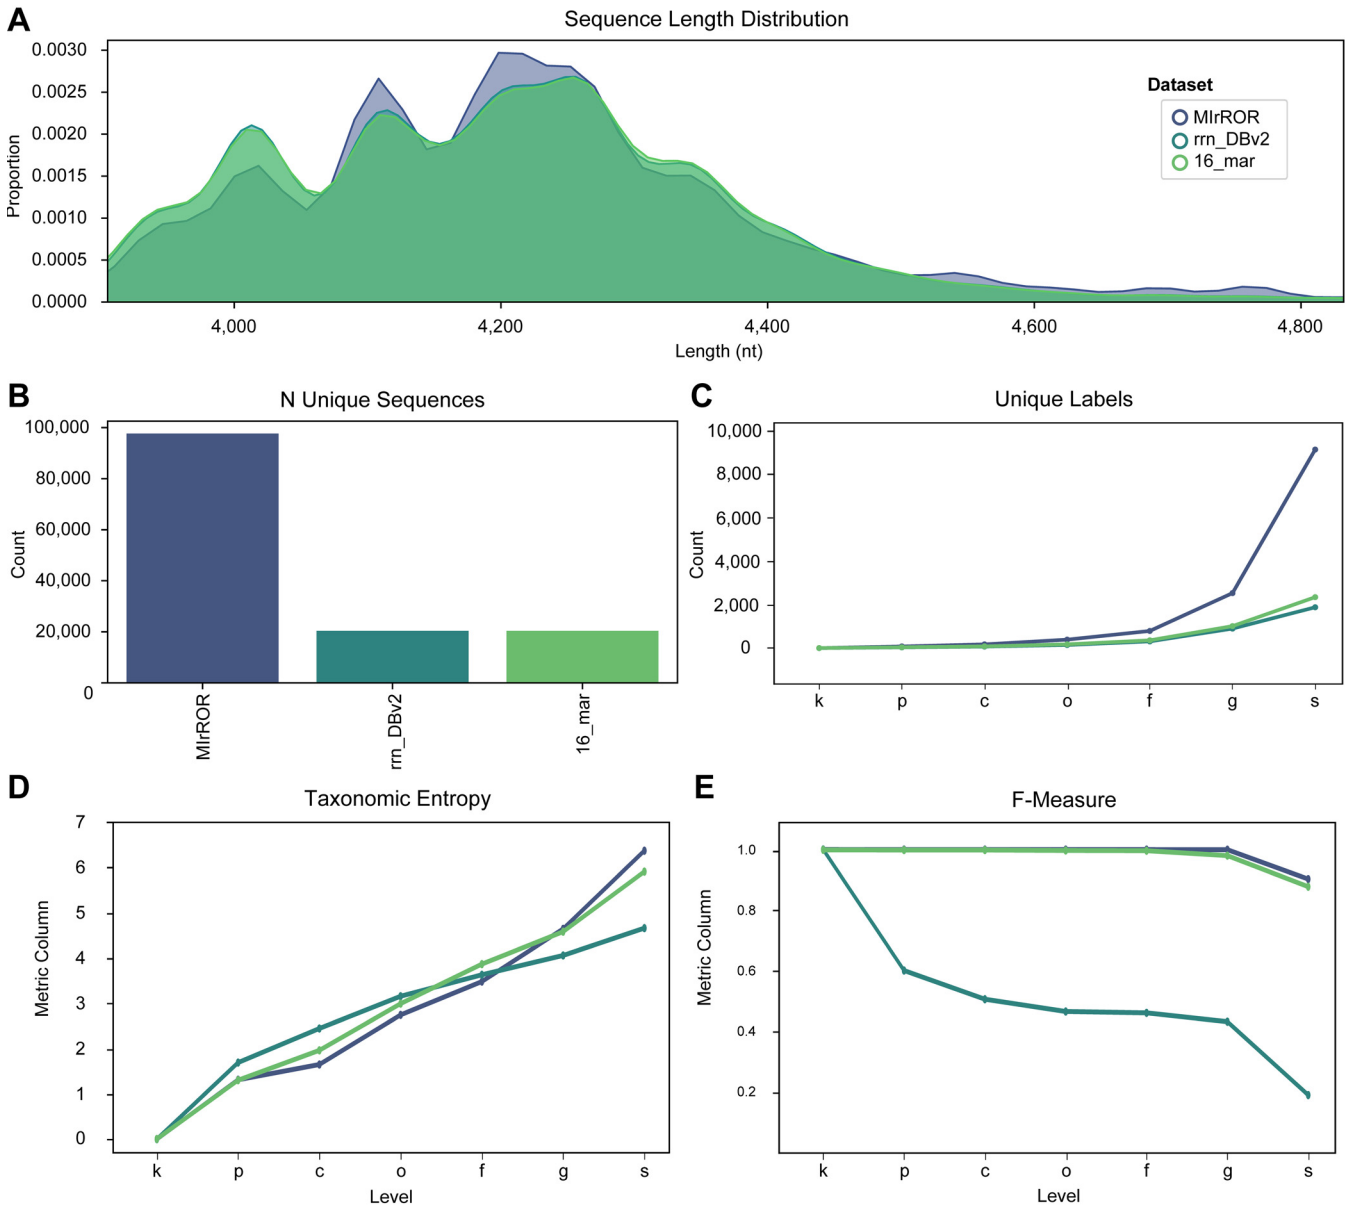 A
Sequence Length Distribution
Proportion
0.0030
0.0025
0.0020
0.0015
0.0010
0.0005
0.0000
4,000
4,200
4,400
4,600
4,800
Length (nt)
Dataset
MIrROR
rrn_DBv2
16_mar
B
N Unique Sequences
Count
100,000
80,000
60,000
40,000
20,000
0
MIrROR
rrn_DBv2
16_mar
C
Unique Labels
Count
10,000
8,000
6,000
4,000
2,000
0
k p c o f g s
D
Taxonomic Entropy
Metric Column
7
6
5
4
3
2
1
0
k p c o f g s
Level
E
F-Measure
Metric Column
1.0
0.8
0.6
0.4
0.2
k p c o f g s
Level